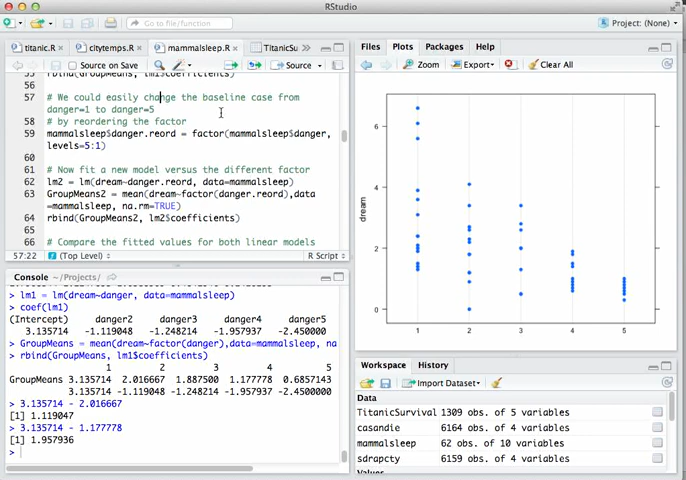 RStudio
Go to file/function
Project: (None)
titanic.R
citytemps.R
mammalsleep.R
TitanicSu
Source on Save
Source
rbind(GroupMeans, lm1$coefficients)
56
57 # We could easily change the baseline case from
danger=1 to danger=5
58 # by reordering the factor
59 mammalsleep$danger.reord = factor(mammalsleep$danger,
levels=5:1)
60
61 # Now fit a new model versus the different factor
62 lm2 = lm(dream~danger.reord, data=mammalsleep)
63 GroupMeans2 = mean(dream~factor(danger.reord),data
=mammalsleep, na.rm=TRUE)
64 rbind(GroupMeans2, lm2$coefficients)
65
66 # Compare the fitted values for both linear models
57:22
(Top Level)
R Script
Console ~/Projects/
> lm1 = lm(dream~danger, data=mammalsleep)
> coef(lm1)
(Intercept) danger2 danger3 danger4 danger5
3.135714 -1.119048 -1.248214 -1.957937 -2.450000
> GroupMeans = mean(dream~factor(danger),data=mammalsleep, na
> rbind(GroupMeans, lm1$coefficients)
1 2 3 4 5
GroupMeans 3.135714 2.016667 1.887500 1.177778 0.6857143
3.135714 -1.119048 -1.248214 -1.957937 -2.4500000
> 3.135714 - 2.016667
[1] 1.119047
> 3.135714 - 1.177778
[1] 1.957936
>
Files
Plots
Packages
Help
Zoom
Export
Clear All
dream
6
4
2
0
1 2 3 4 5
Workspace
History
Import Dataset
Data
TitanicSurvival 1309 obs. of 5 variables
casandie 6164 obs. of 4 variables
mammalsleep 62 obs. of 10 variables
sdrapcty 6159 obs. of 4 variables
Values